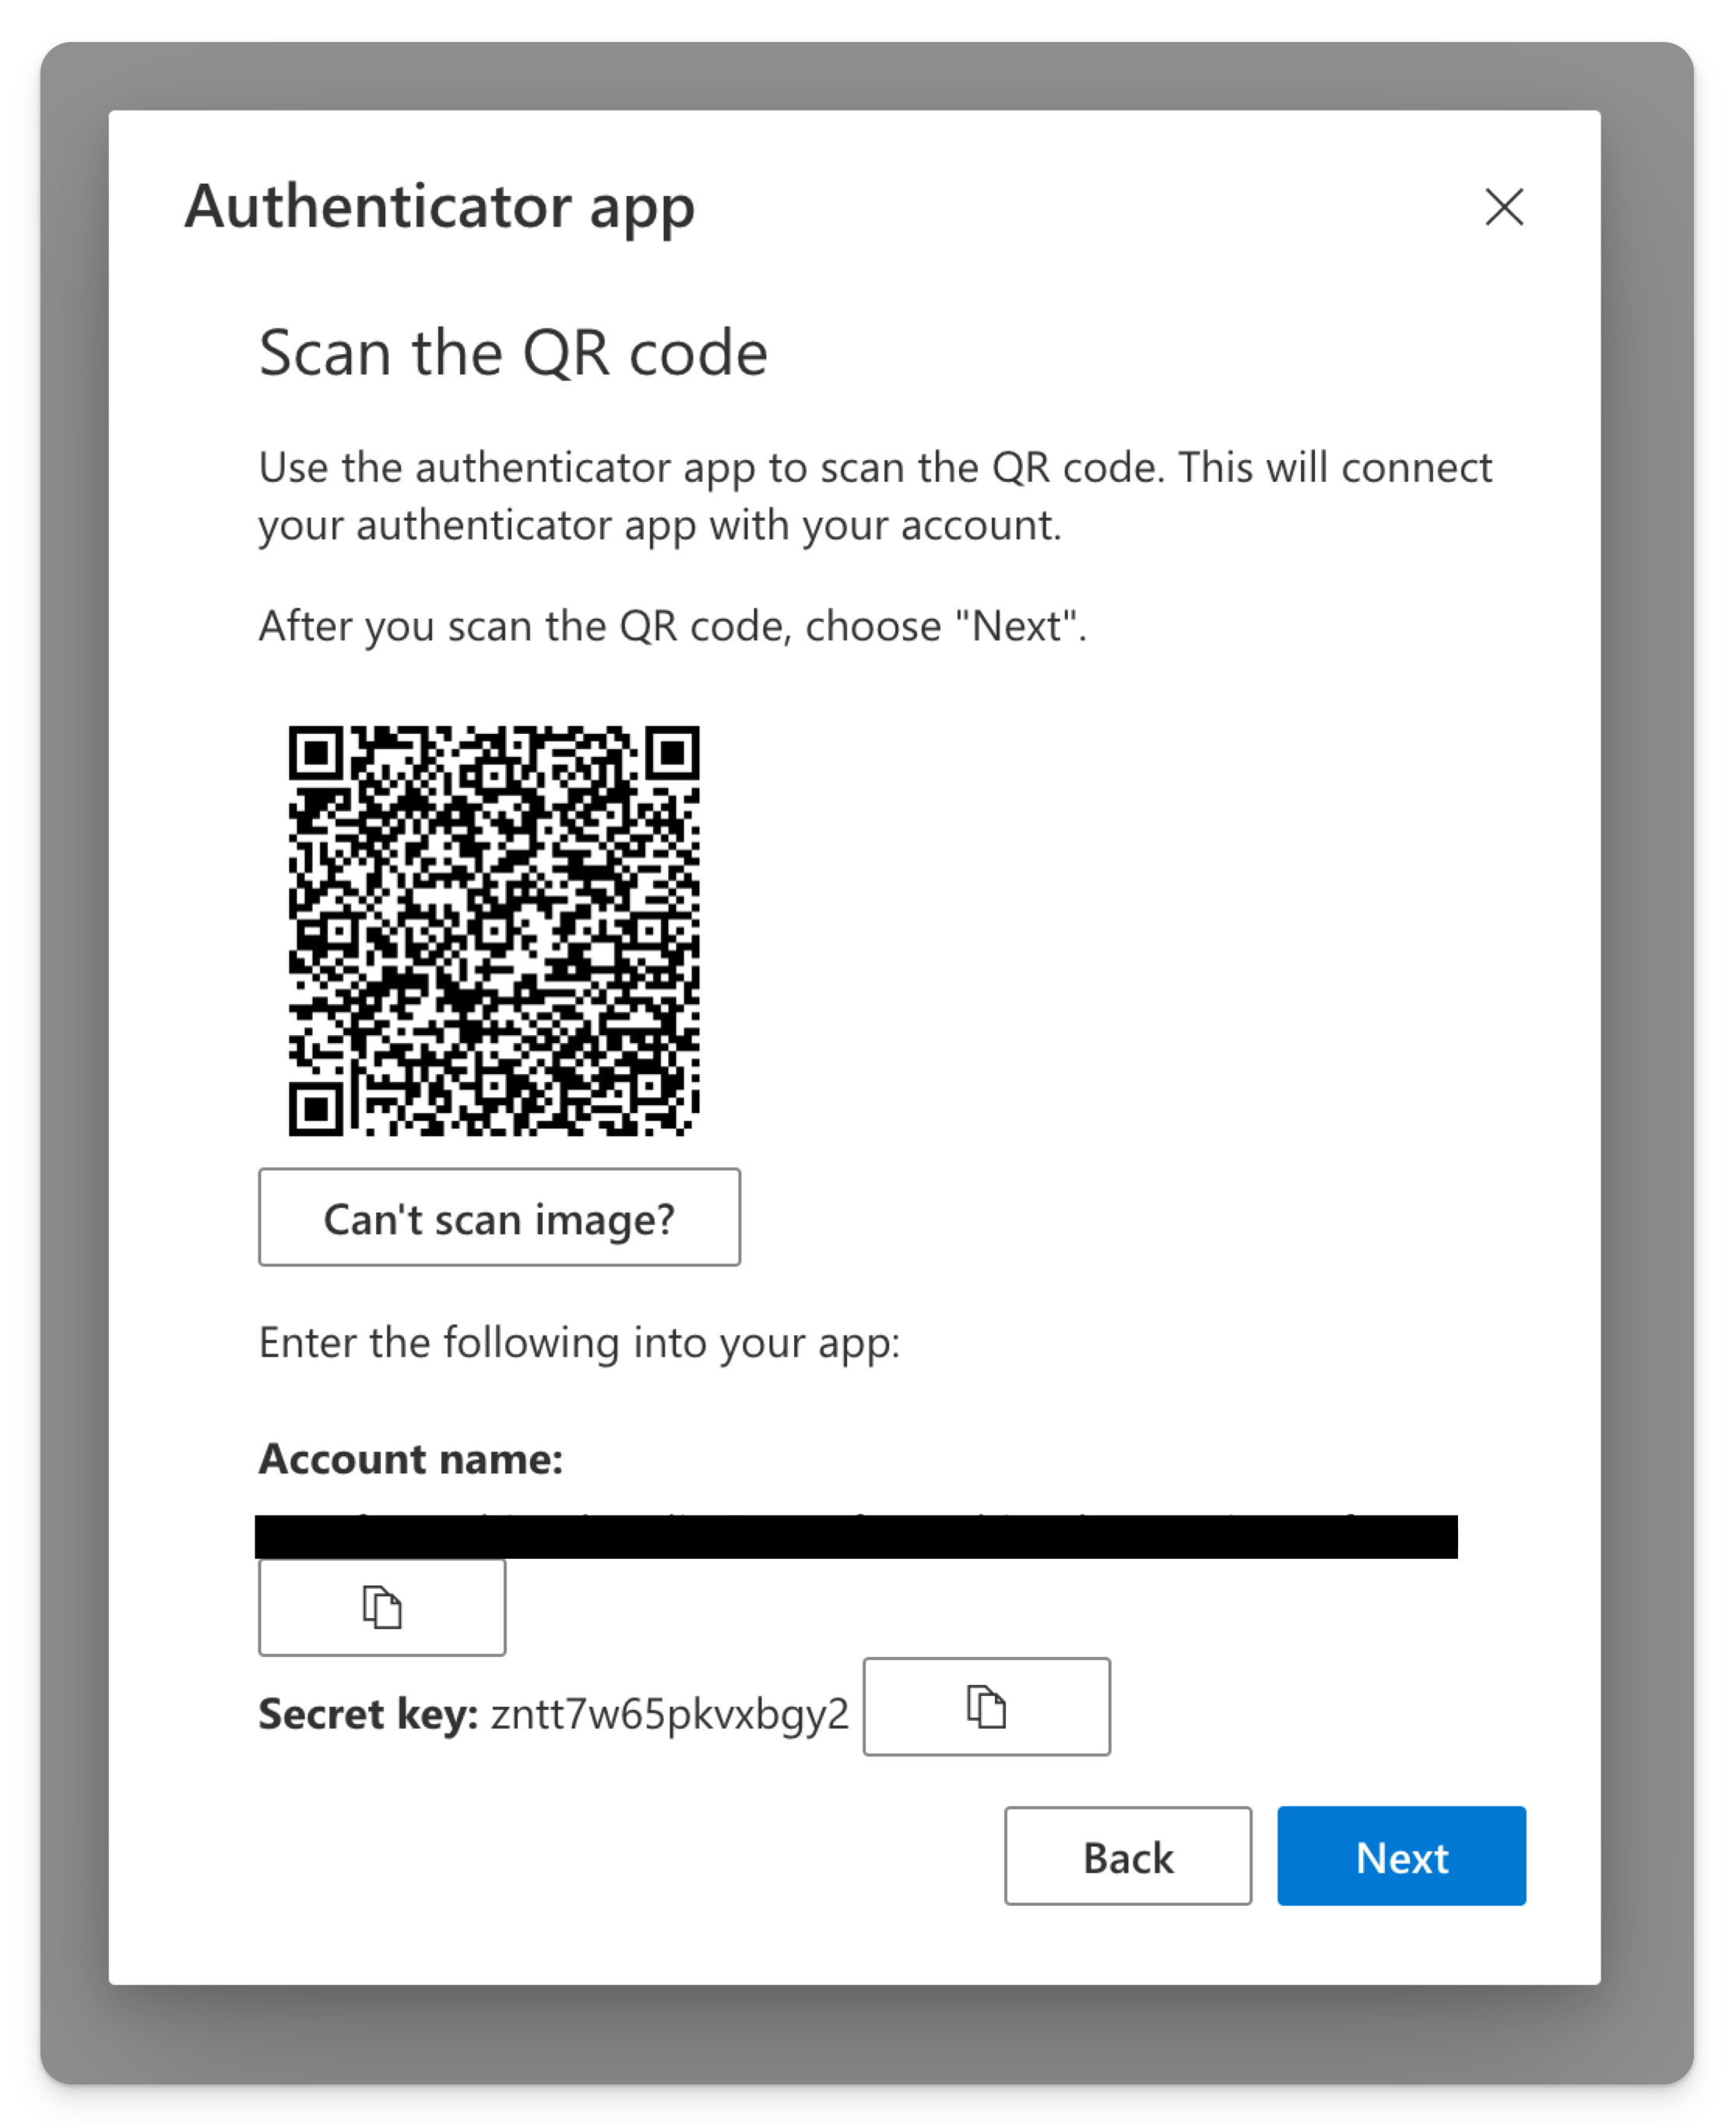 Authenticator app
Scan the QR code
Use the authenticator app to scan the QR code. This will connect
your authenticator app with your account.
After you scan the QR code, choose "Next".
Can't scan image?
Enter the following into your app:
Account name:
Secret key: zntt7w65pkvxbgy2
Back
Next